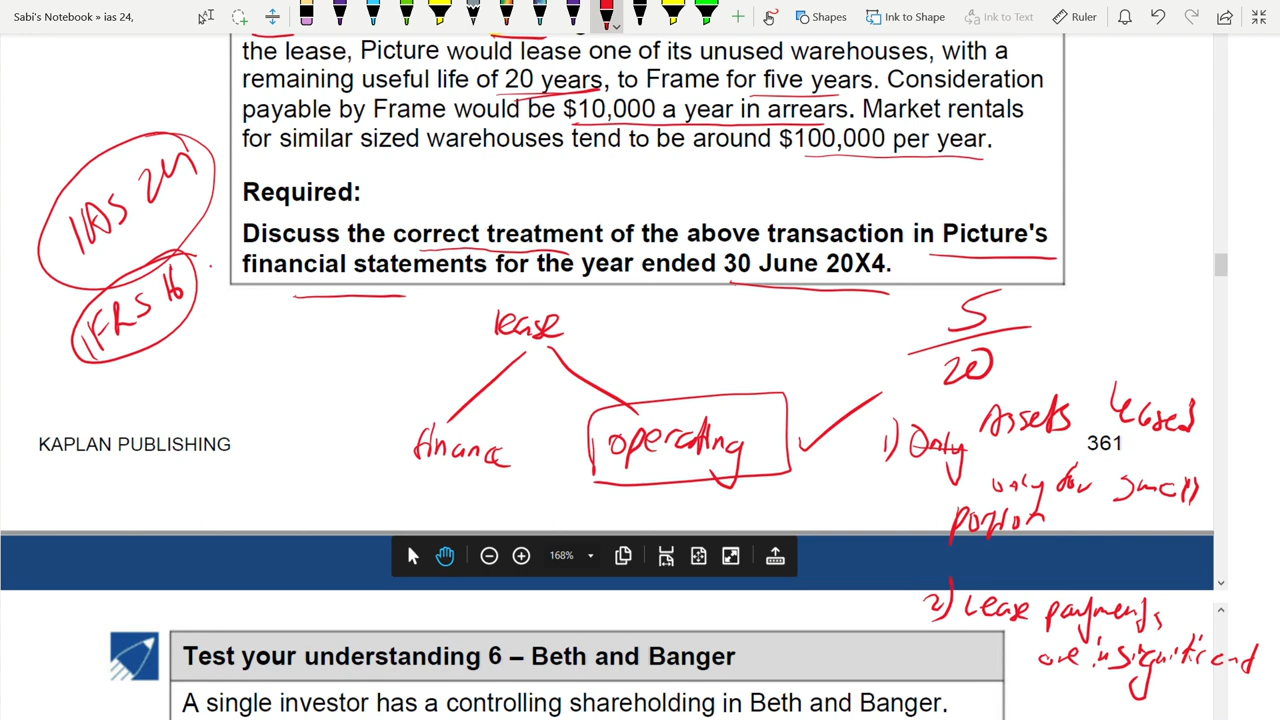 Sabi's Notebook » ias 24,
Shapes
Ink to Shape
Ink to Text
Ruler
the lease, Picture would lease one of its unused warehouses, with a
remaining useful life of 20 years, to Frame for five years. Consideration
payable by Frame would be $10,000 a year in arrears. Market rentals
for similar sized warehouses tend to be around $100,000 per year.
IAS 24
Required:
Discuss the correct treatment of the above transaction in Picture's
financial statements for the year ended 30 June 20X4.
IFRS 16
lease
5
20
finance
operating
1) Only Assets leased
only for small
portion
KAPLAN PUBLISHING
361
168%
2) Lease payments
are insignificant
Test your understanding 6 – Beth and Banger
A single investor has a controlling shareholding in Beth and Banger.